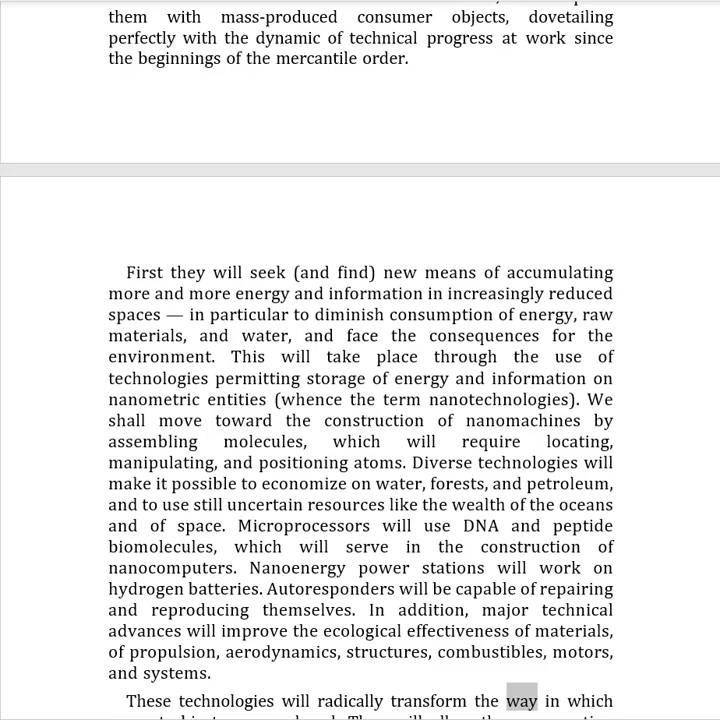 them with mass-produced consumer objects, dovetailing
perfectly with the dynamic of technical progress at work since
the beginnings of the mercantile order.
First they will seek (and find) new means of accumulating
more and more energy and information in increasingly reduced
spaces — in particular to diminish consumption of energy, raw
materials, and water, and face the consequences for the
environment. This will take place through the use of
technologies permitting storage of energy and information on
nanometric entities (whence the term nanotechnologies). We
shall move toward the construction of nanomachines by
assembling molecules, which will require locating,
manipulating, and positioning atoms. Diverse technologies will
make it possible to economize on water, forests, and petroleum,
and to use still uncertain resources like the wealth of the oceans
and of space. Microprocessors will use DNA and peptide
biomolecules, which will serve in the construction of
nanocomputers. Nanoenergy power stations will work on
hydrogen batteries. Autoresponders will be capable of repairing
and reproducing themselves. In addition, major technical
advances will improve the ecological effectiveness of materials,
of propulsion, aerodynamics, structures, combustibles, motors,
and systems.
These technologies will radically transform the way in which